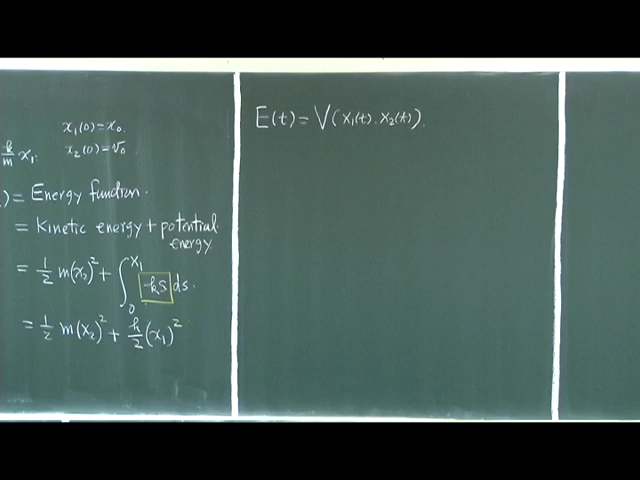 x₁(0)=x₀.
x₂(0)=v₀
k/m x₁.
)= Energy function.
= Kinetic energy + potential energy.
= 1/2 m(x₂)² + ∫₀^{x₁} ks ds.
= 1/2 m(x₂)² + k/2 (x₁)²
E(t) = V(x₁(t), x₂(t)).